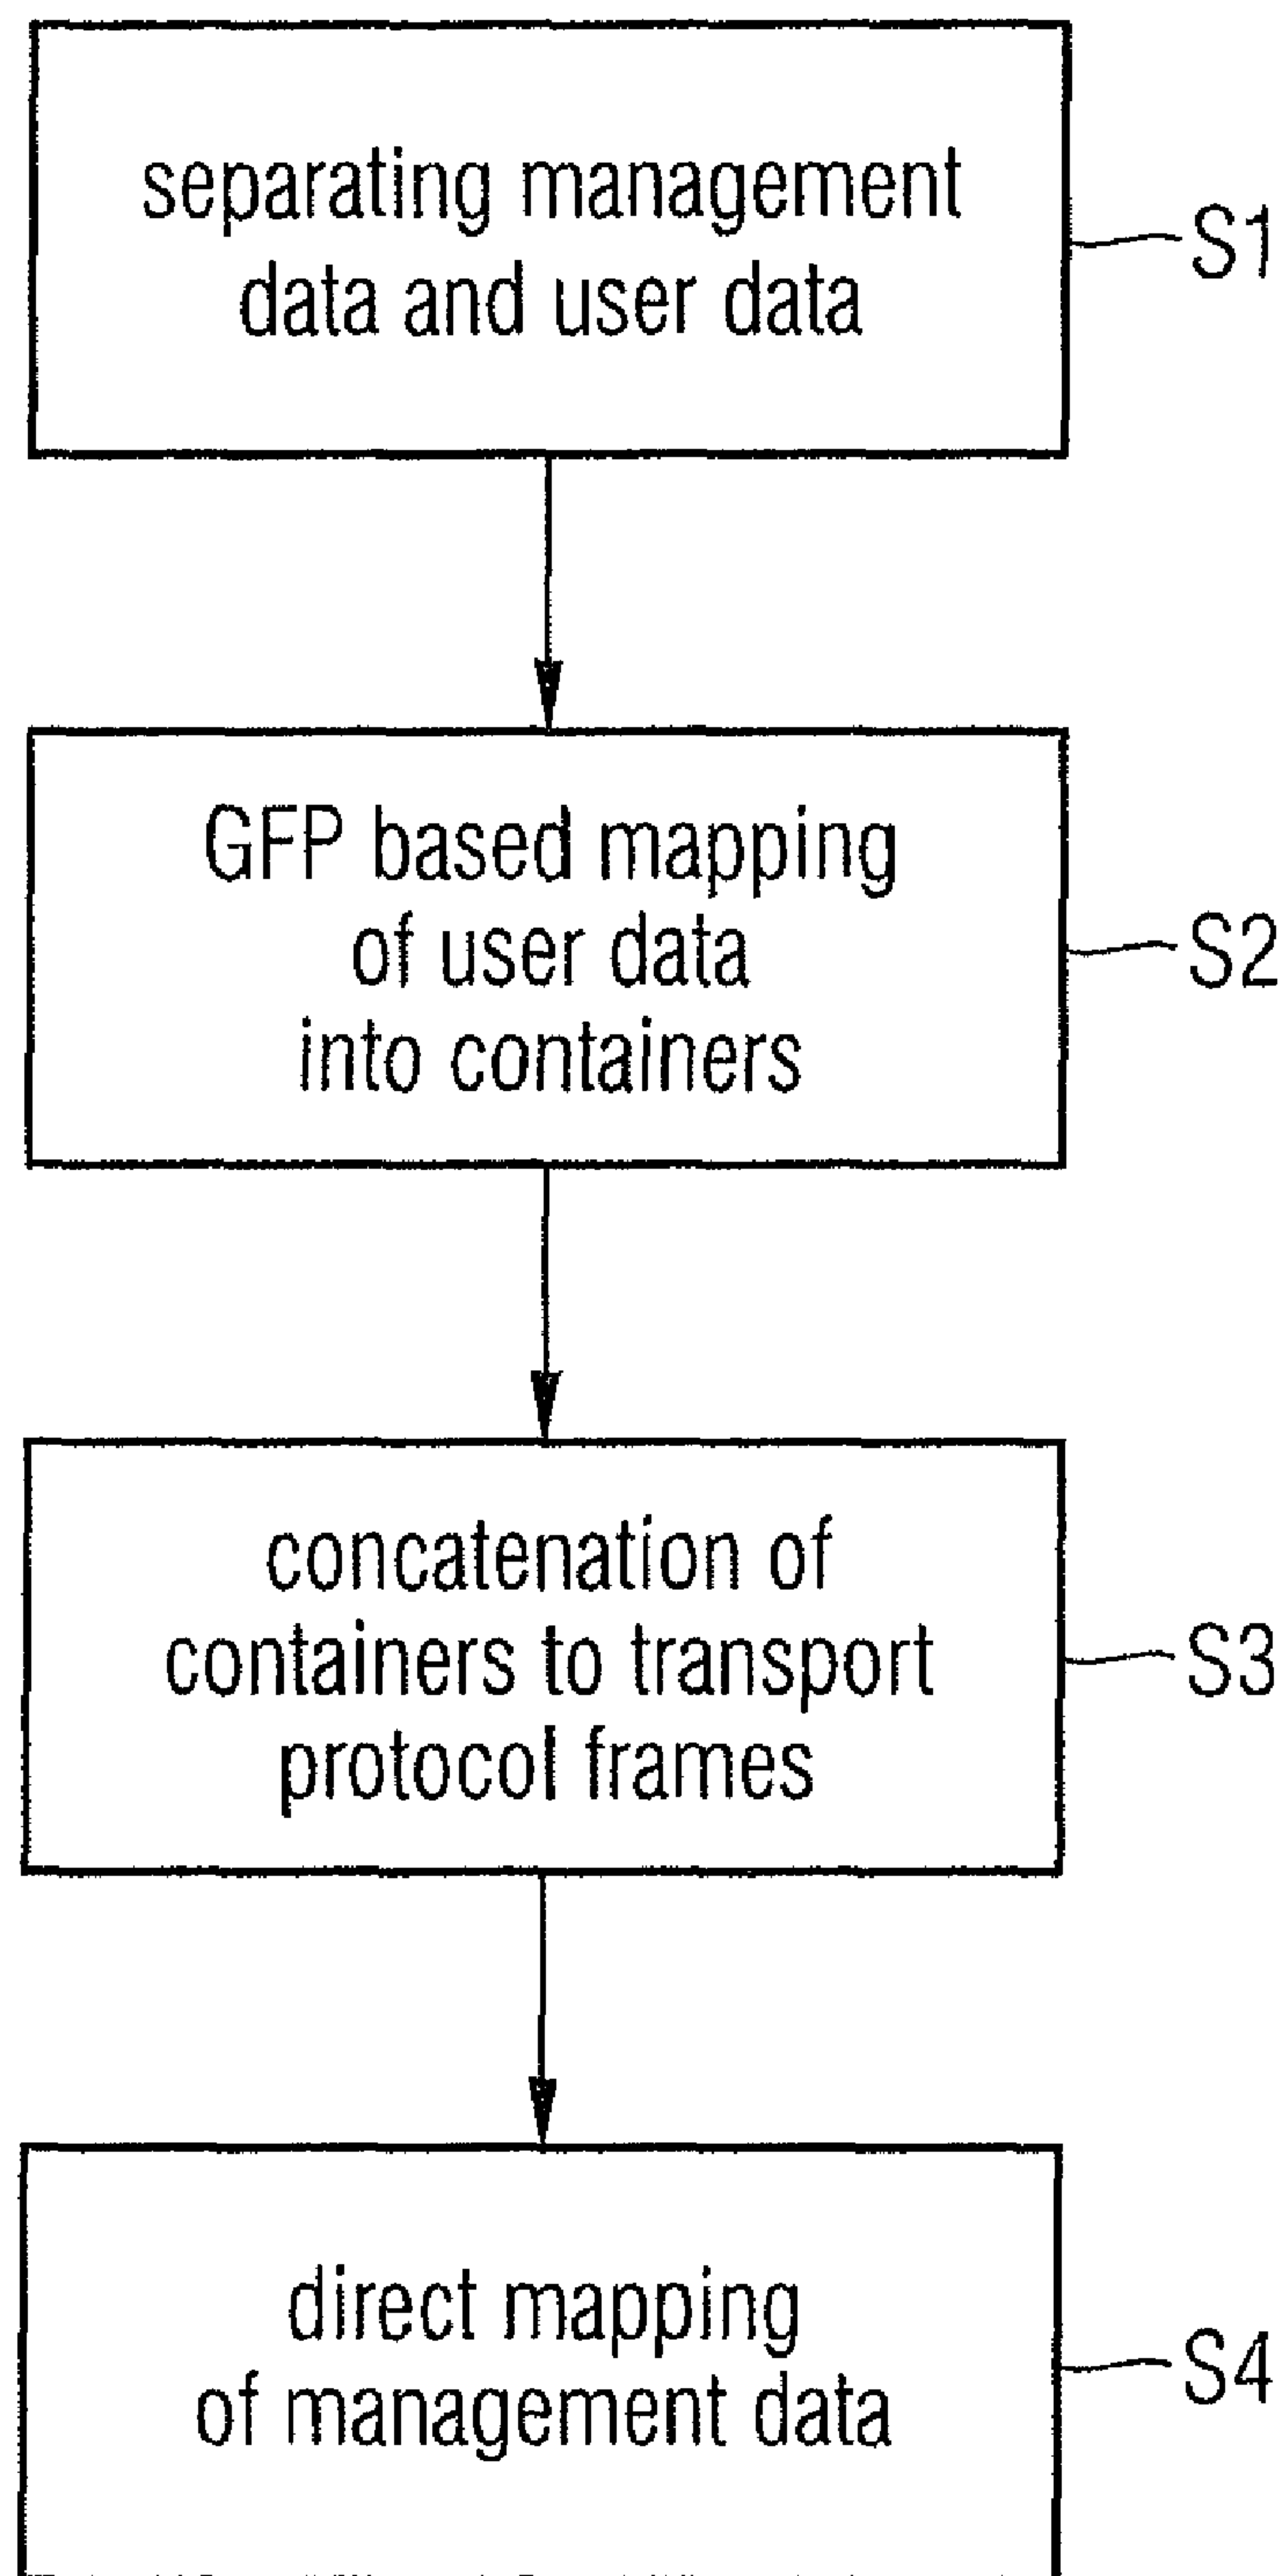 separating management
data and user data
S1
GFP based mapping
of user data
into containers
S2
concatenation of
containers to transport
protocol frames
S3
direct mapping
of management data
S4